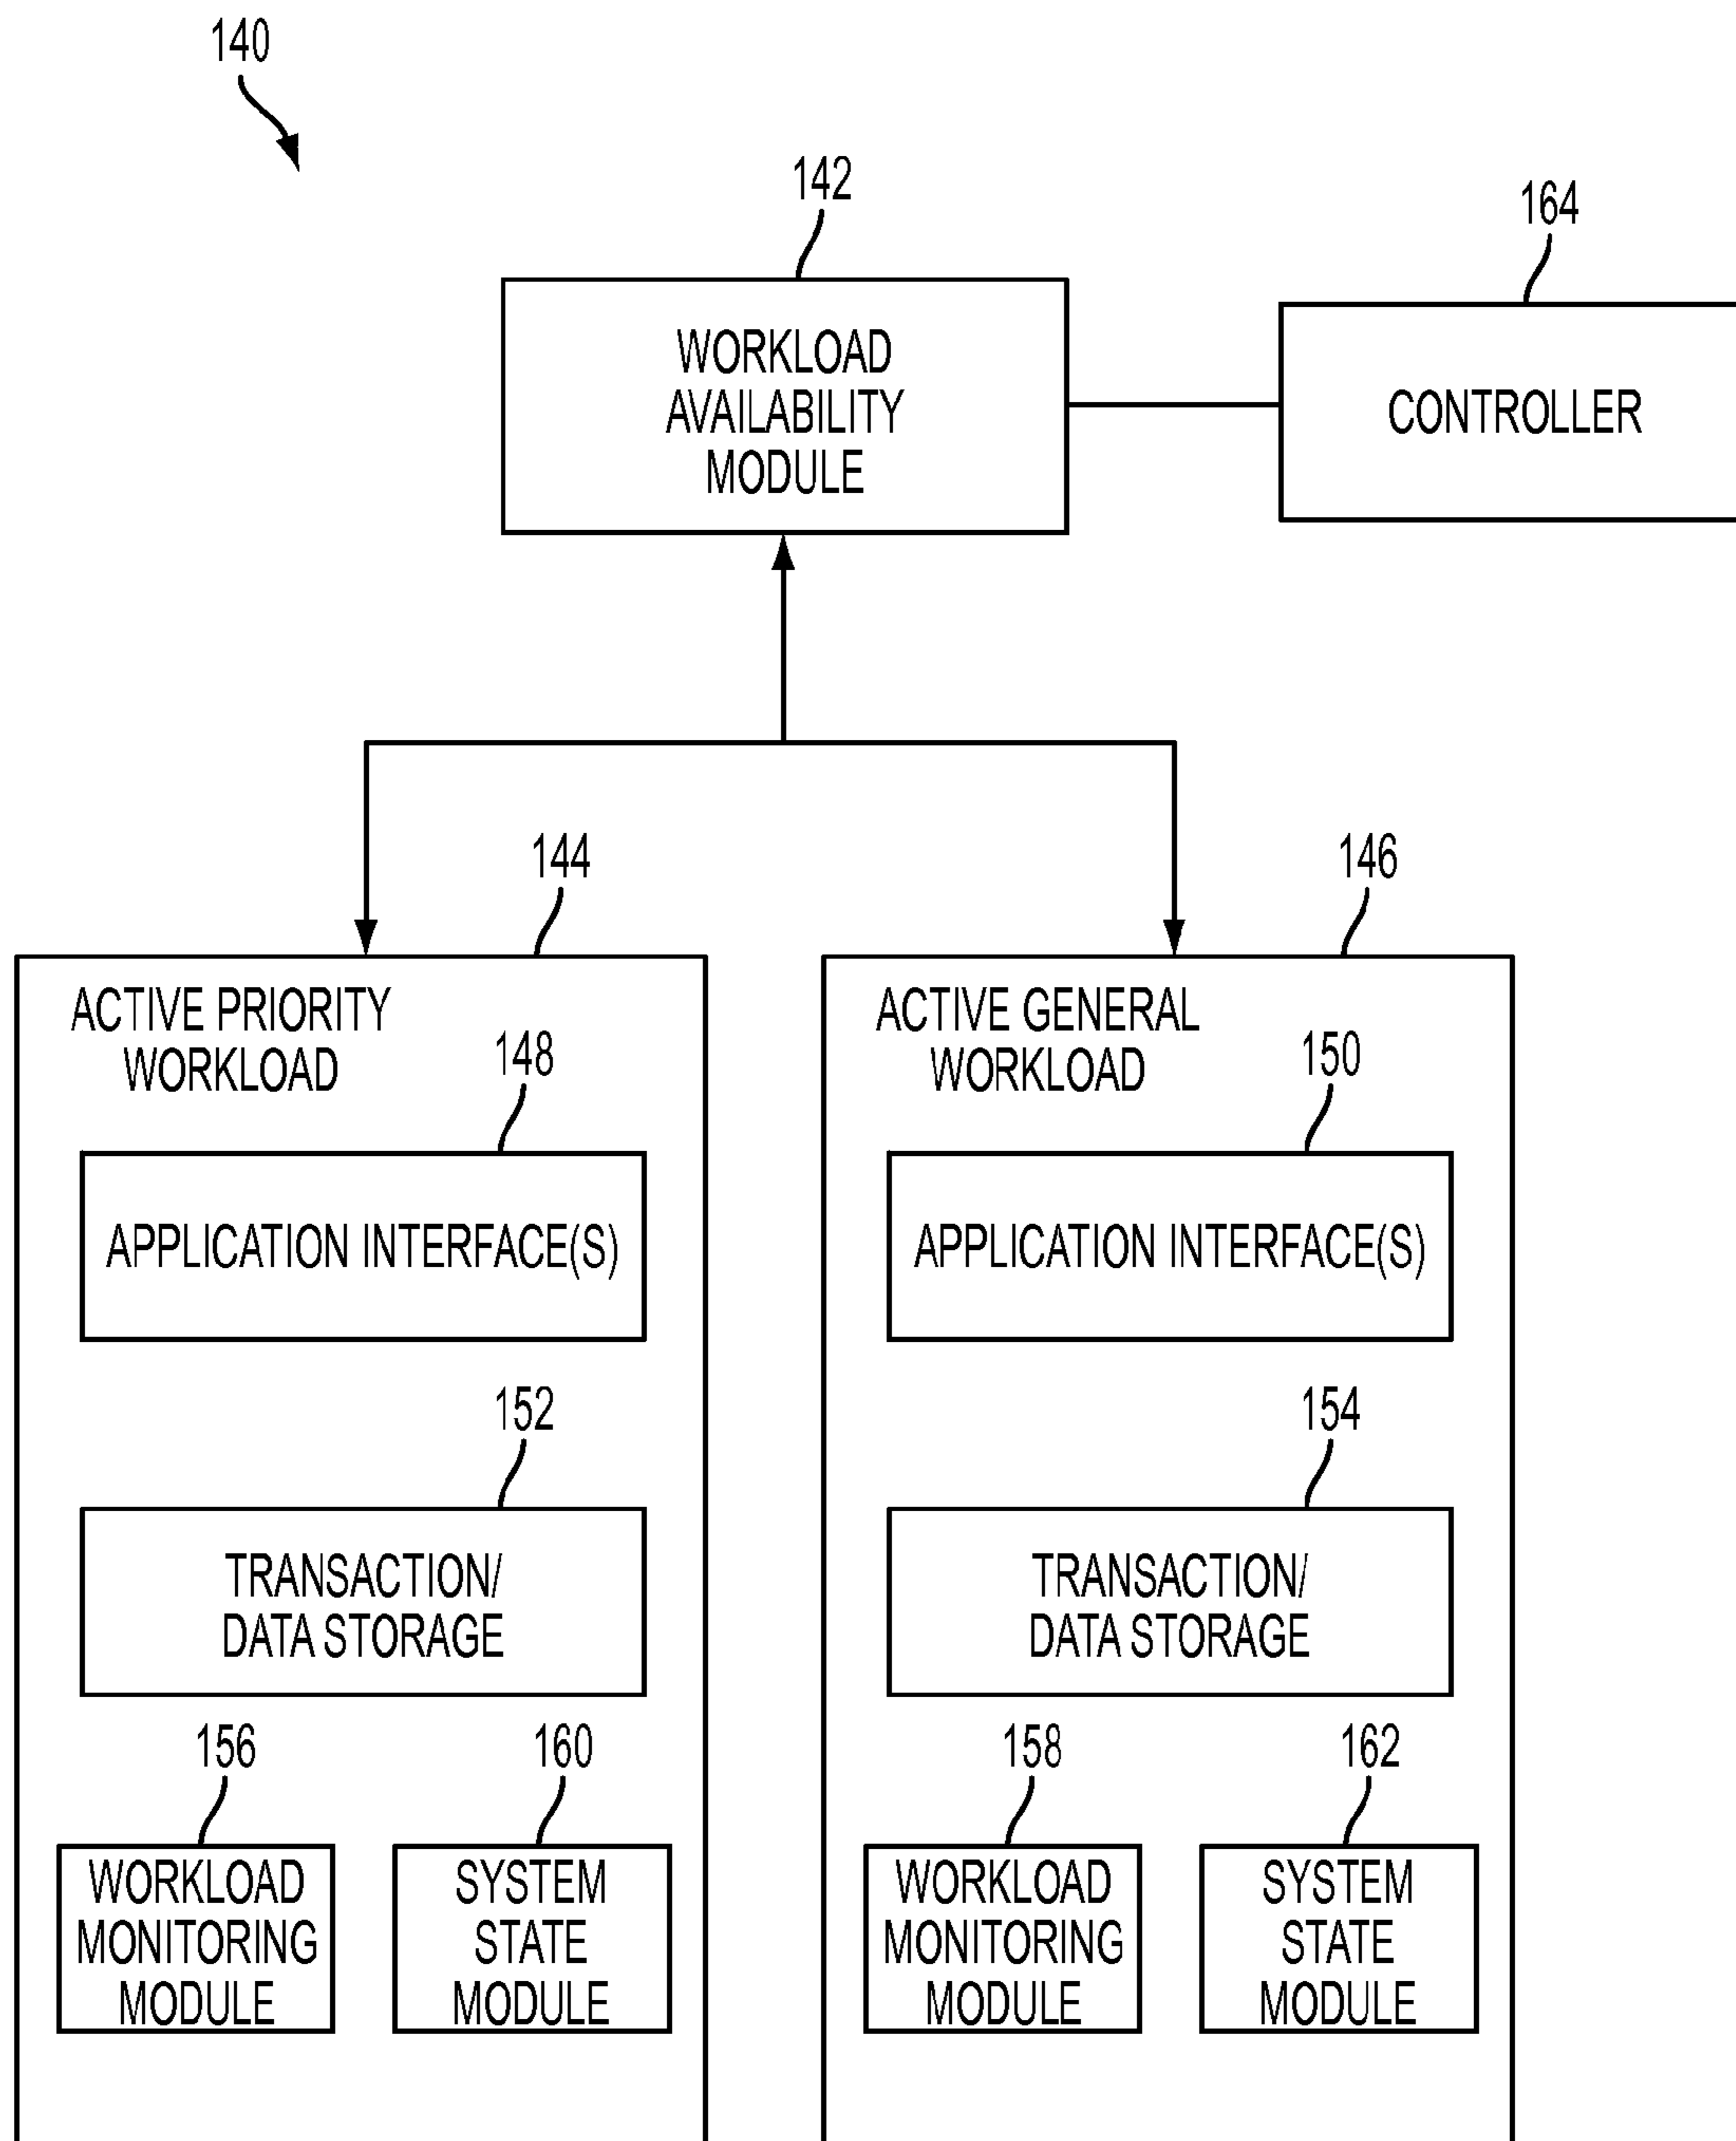 140
142
164
WORKLOAD
AVAILABILITY
MODULE
CONTROLLER
144
146
ACTIVE PRIORITY
WORKLOAD
148
APPLICATION INTERFACE(S)
152
TRANSACTION/
DATA STORAGE
156
160
WORKLOAD
MONITORING
MODULE
SYSTEM
STATE
MODULE
ACTIVE GENERAL
WORKLOAD
150
APPLICATION INTERFACE(S)
154
TRANSACTION/
DATA STORAGE
158
162
WORKLOAD
MONITORING
MODULE
SYSTEM
STATE
MODULE